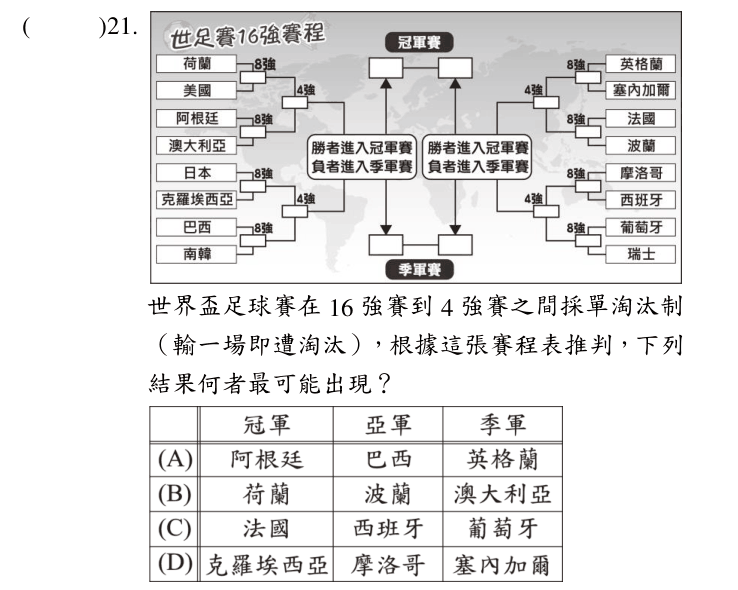 (　　)21.
世足賽16強賽程
冠軍賽
荷蘭 8強 8強 英格蘭
美國 4強 4強 塞內加爾
阿根廷 8強 8強 法國
澳大利亞 波蘭
勝者進入冠軍賽 勝者進入冠軍賽
負者進入季軍賽 負者進入季軍賽
日本 8強 8強 摩洛哥
克羅埃西亞 4強 4強 西班牙
巴西 8強 8強 葡萄牙
南韓 瑞士
季軍賽
世界盃足球賽在 16 強賽到 4 強賽之間採單淘汰制
（輸一場即遭淘汰），根據這張賽程表推判，下列
結果何者最可能出現？
冠軍 亞軍 季軍
(A) 阿根廷 巴西 英格蘭
(B) 荷蘭 波蘭 澳大利亞
(C) 法國 西班牙 葡萄牙
(D) 克羅埃西亞 摩洛哥 塞內加爾